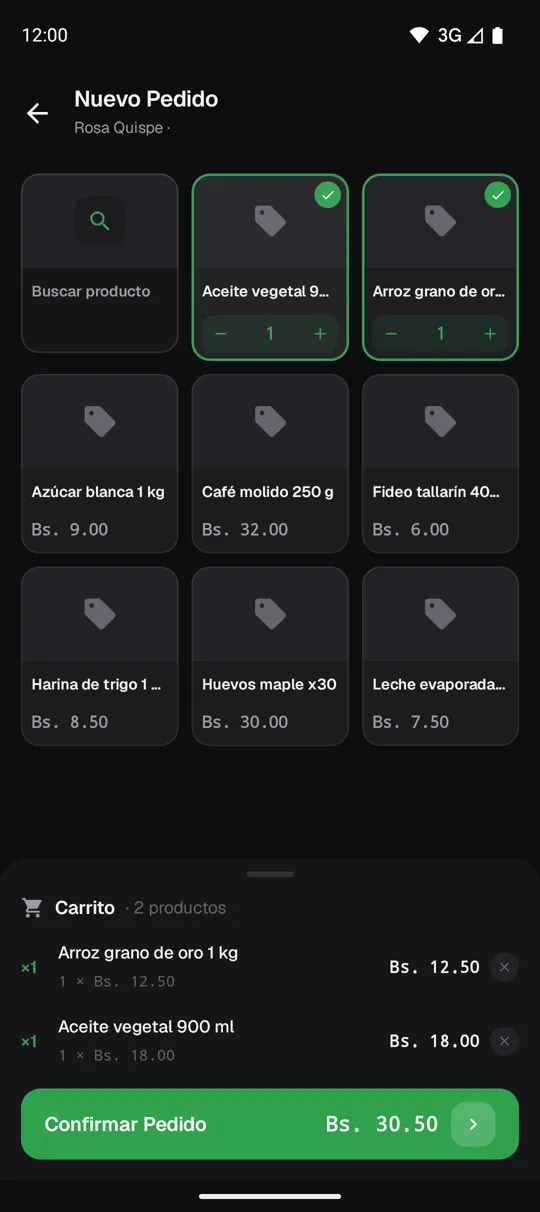 12:00
3G
Nuevo Pedido
Rosa Quispe ·
Buscar producto
Aceite vegetal 9...
− 1 +
Arroz grano de or...
− 1 +
Azúcar blanca 1 kg
Bs. 9.00
Café molido 250 g
Bs. 32.00
Fideo tallarín 40...
Bs. 6.00
Harina de trigo 1 ...
Bs. 8.50
Huevos maple x30
Bs. 30.00
Leche evaporada...
Bs. 7.50
Carrito · 2 productos
×1 Arroz grano de oro 1 kg Bs. 12.50
1 × Bs. 12.50
×1 Aceite vegetal 900 ml Bs. 18.00
1 × Bs. 18.00
Confirmar Pedido Bs. 30.50